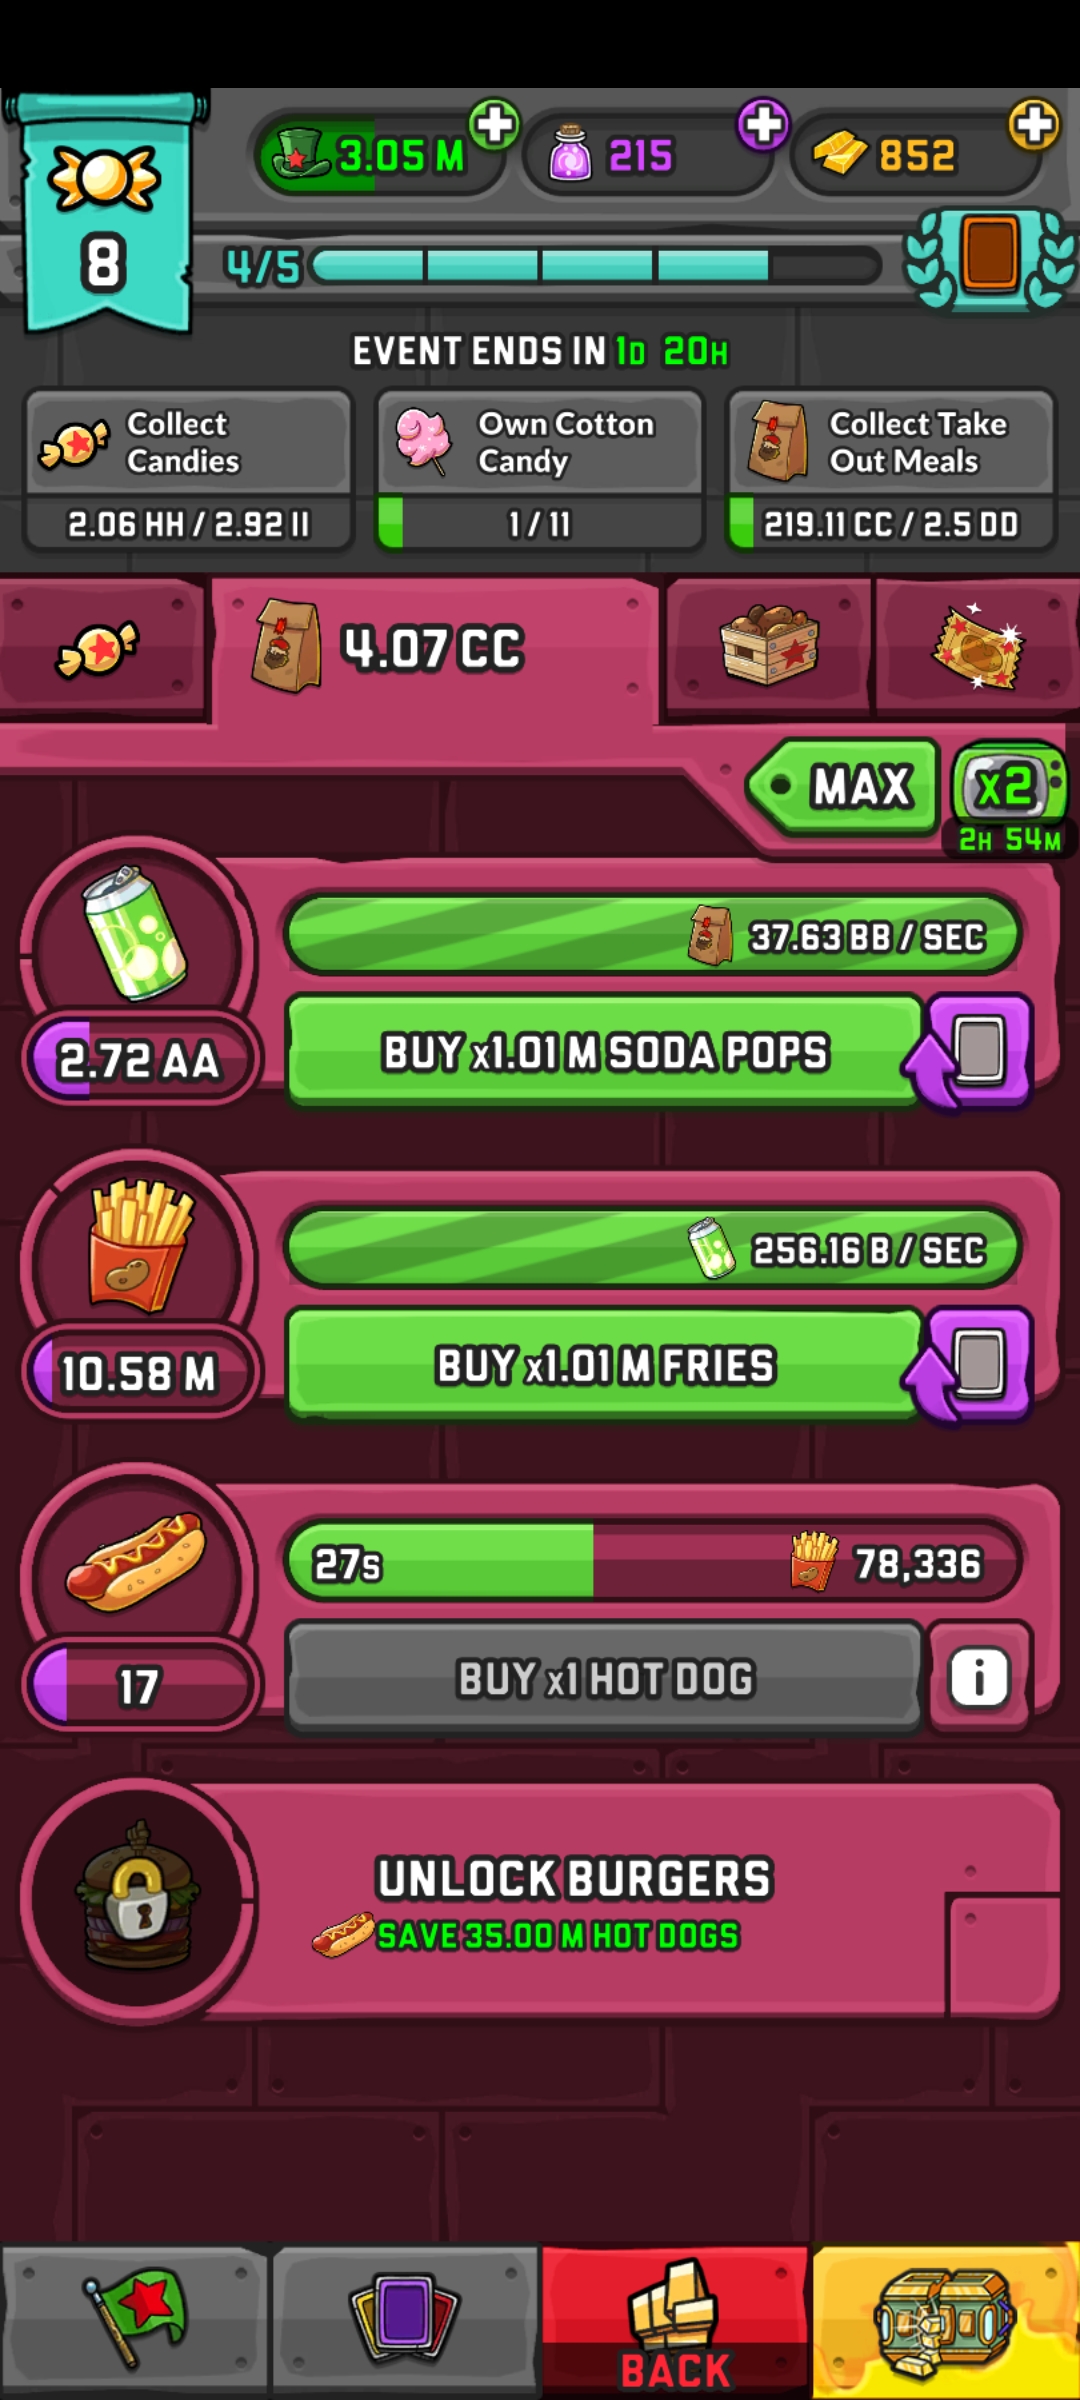 3.05 M
215
852
8
4/5
EVENT ENDS IN 1D 20H
Collect
Candies
2.06 HH / 2.92 II
Own Cotton
Candy
1 / 11
Collect Take
Out Meals
219.11 CC / 2.5 DD
4.07 CC
MAX
x2
2H 54M
37.63 BB / SEC
2.72 AA
BUY x1.01 M SODA POPS
256.16 B / SEC
10.58 M
BUY x1.01 M FRIES
27s
78,336
17
BUY x1 HOT DOG
i
UNLOCK BURGERS
SAVE 35.00 M HOT DOGS
BACK